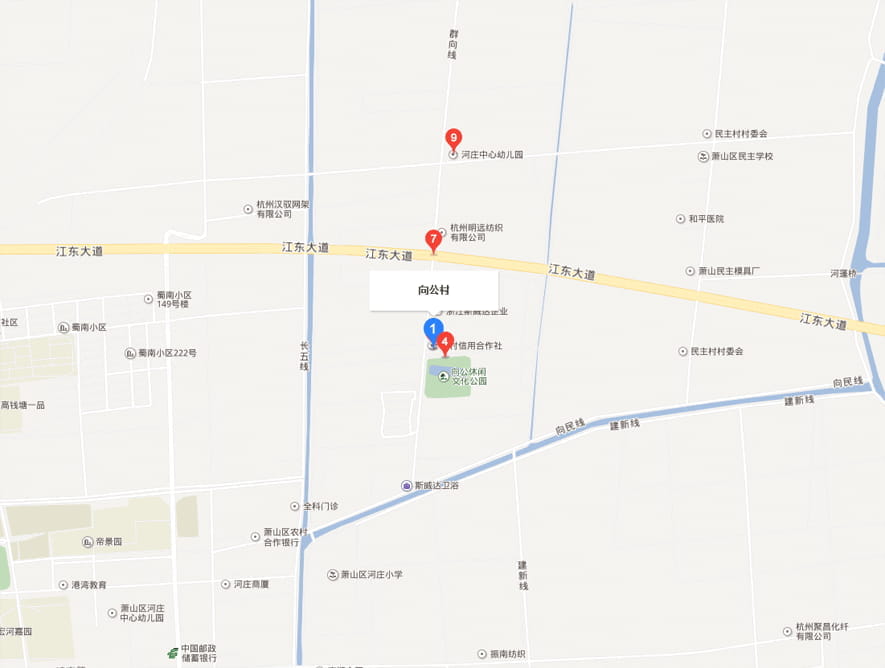 群向线
9
河庄中心幼儿园
民主村村委会
萧山区民主学校
杭州汉驭网架
有限公司
和平医院
杭州明远纺织
有限公司
7
江东大道
江东大道
江东大道
江东大道
江东大道
萧山民主模具厂
河蓬桥
向公村
蜀南小区
149号楼
浙江斯威达企业
社区
蜀南小区
1
4
村信用合作社
长五线
蜀南小区222号
民主村村委会
向公休闲
文化公园
向民线
建新线
高钱塘一品
向民线
建新线
斯威达卫浴
全科门诊
萧山区农村
合作银行
帝景园
建新线
萧山区河庄小学
港湾教育
河庄商厦
萧山区河庄
中心幼儿园
宏河嘉园
杭州聚昌化纤
有限公司
中国邮政
储蓄银行
振南纺织